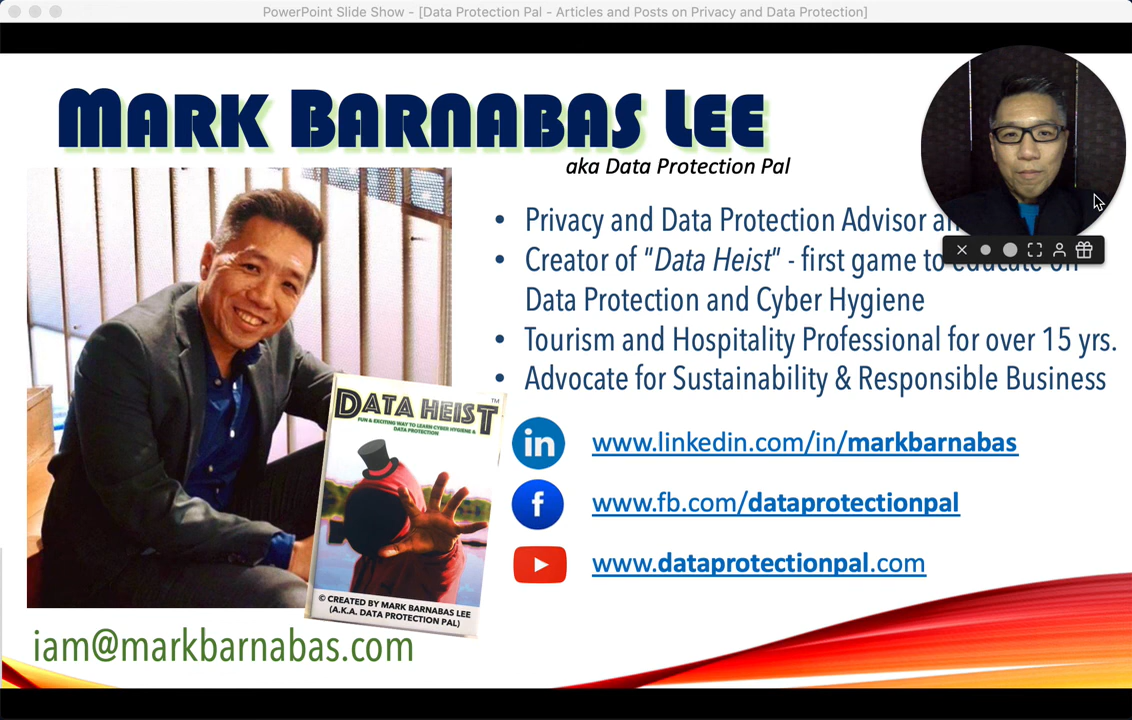 PowerPoint Slide Show - [Data Protection Pal - Articles and Posts on Privacy and Data Protection]
MARK BARNABAS LEE
aka Data Protection Pal
• Privacy and Data Protection Advisor
• Creator of "Data Heist" - first game to educate on
Data Protection and Cyber Hygiene
• Tourism and Hospitality Professional for over 15 yrs.
• Advocate for Sustainability & Responsible Business
DATA HEIST™
FUN & EXCITING WAY TO LEARN CYBER HYGIENE &
DATA PROTECTION
© CREATED BY MARK BARNABAS LEE
(A.K.A. DATA PROTECTION PAL)
in www.linkedin.com/in/markbarnabas
f www.fb.com/dataprotectionpal
www.dataprotectionpal.com
iam@markbarnabas.com